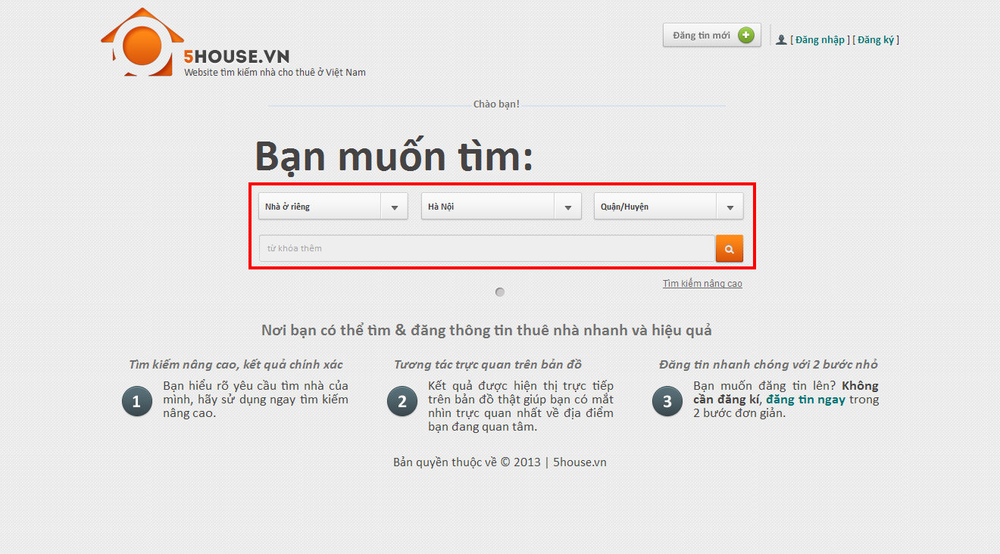 5HOUSE.VN
Website tìm kiếm nhà cho thuê ở Việt Nam
Đăng tin mới
[ Đăng nhập ] [ Đăng ký ]
Chào bạn!
Bạn muốn tìm:
Nhà ở riêng
Hà Nội
Quận/Huyện
từ khóa thêm
Tìm kiếm nâng cao
Nơi bạn có thể tìm & đăng thông tin thuê nhà nhanh và hiệu quả
Tìm kiếm nâng cao, kết quả chính xác
1
Bạn hiểu rõ yêu cầu tìm nhà của
mình, hãy sử dụng ngay tìm kiếm
nâng cao.
Tương tác trực quan trên bản đồ
2
Kết quả được hiện thị trực tiếp
trên bản đồ thật giúp bạn có mắt
nhìn trực quan nhất về địa điểm
bạn đang quan tâm.
Đăng tin nhanh chóng với 2 bước nhỏ
3
Bạn muốn đăng tin lên? Không
cần đăng kí, đăng tin ngay trong
2 bước đơn giản.
Bản quyền thuộc về © 2013 | 5house.vn